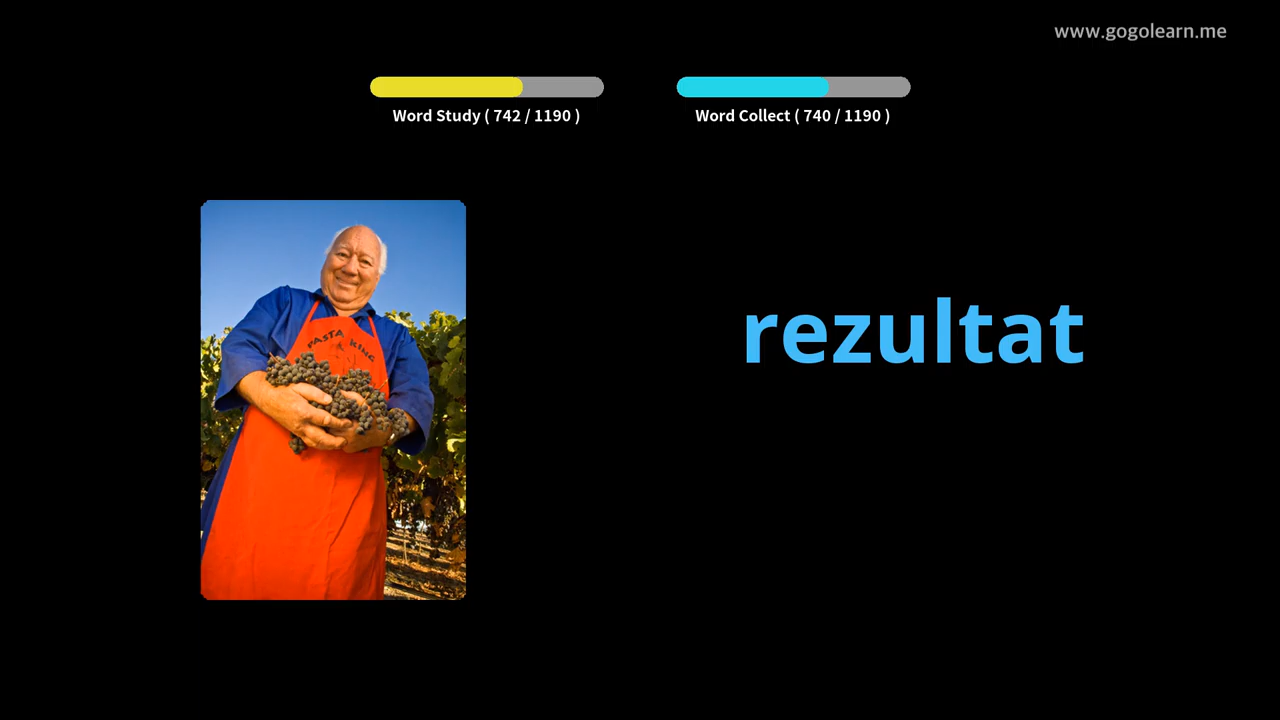 www.gogolearn.me
Word Study ( 742 / 1190 )
Word Collect ( 740 / 1190 )
rezultat
PASTA KING